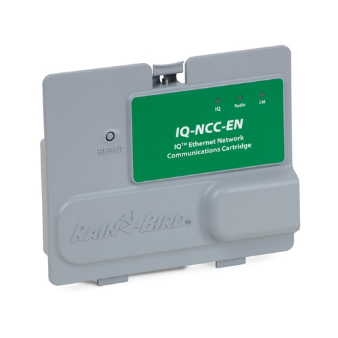 IQ Radio CM
IQ-NCC-EN
IQ™ Ethernet Network
Communications Cartridge
RESET
RAIN BIRD